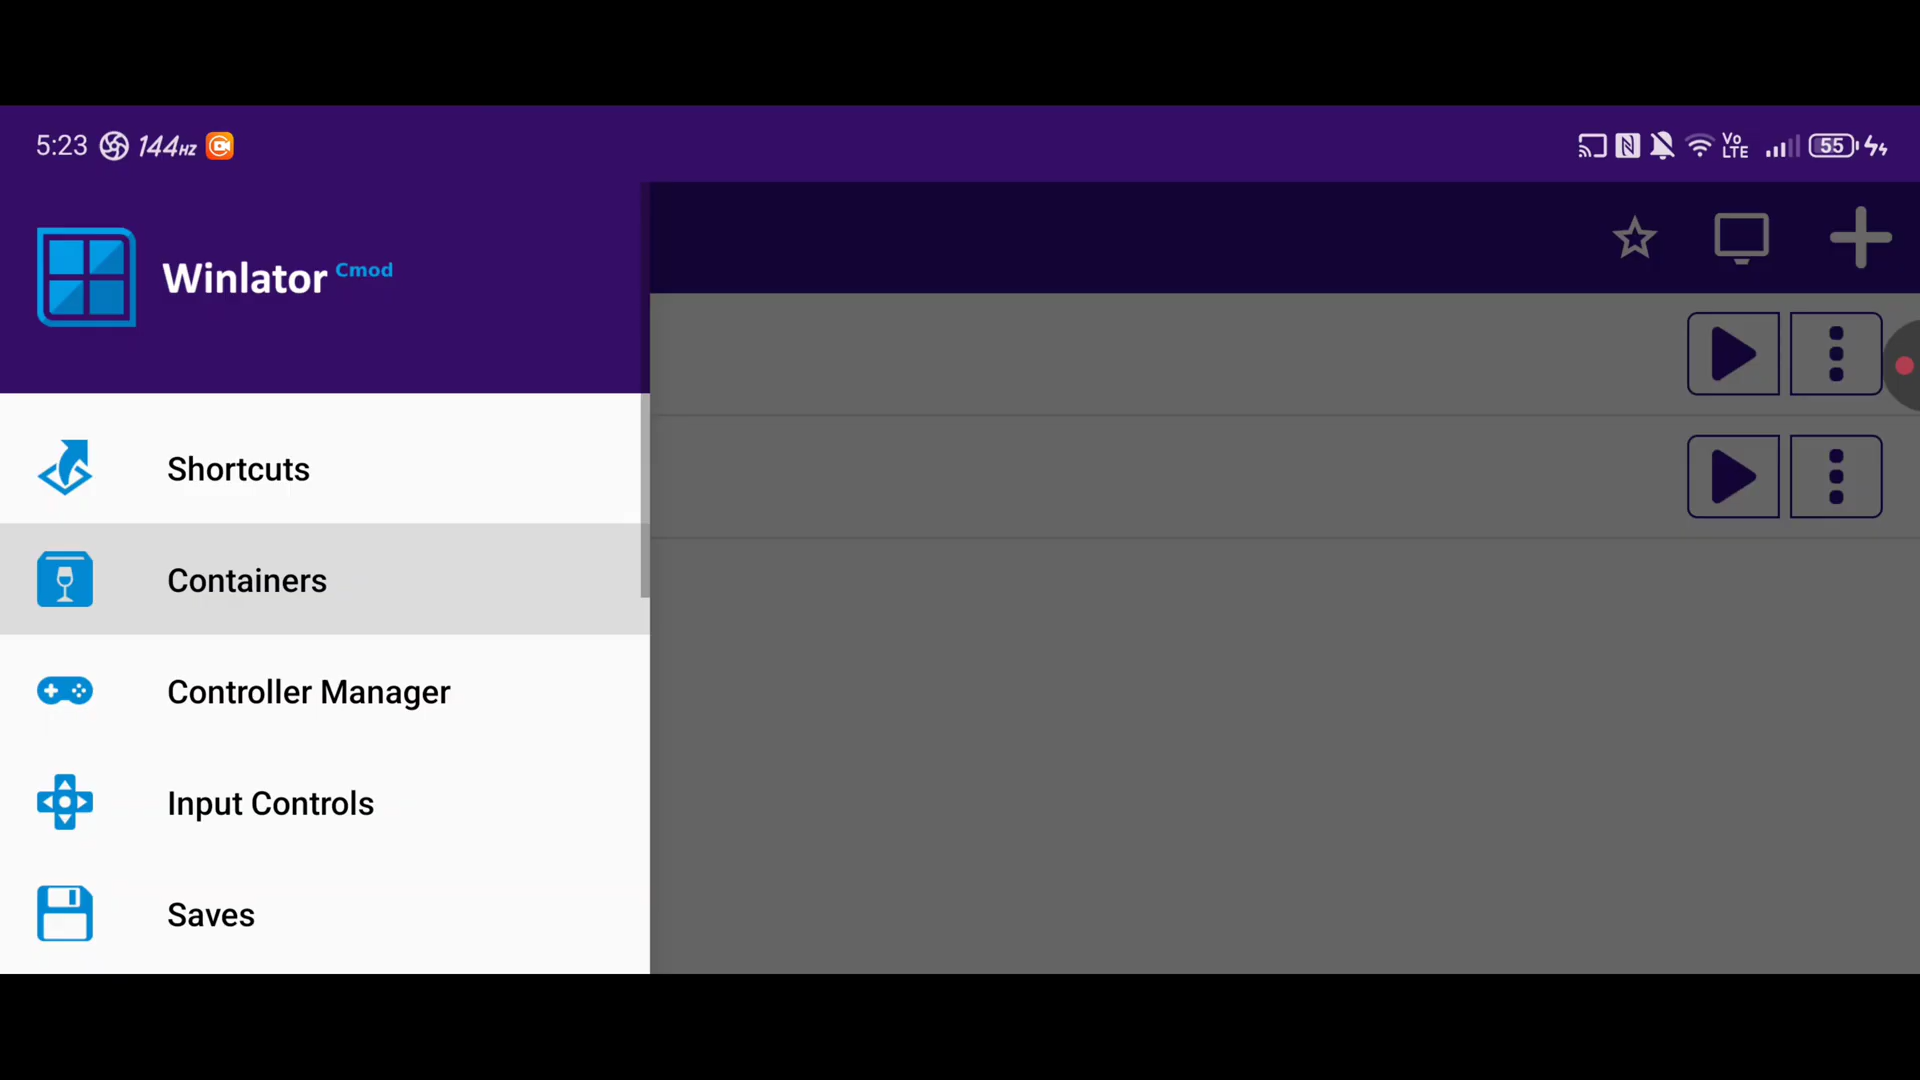 5:23 144HZ Vo LTE 55
Winlator Cmod
Shortcuts
Containers
Controller Manager
Input Controls
Saves